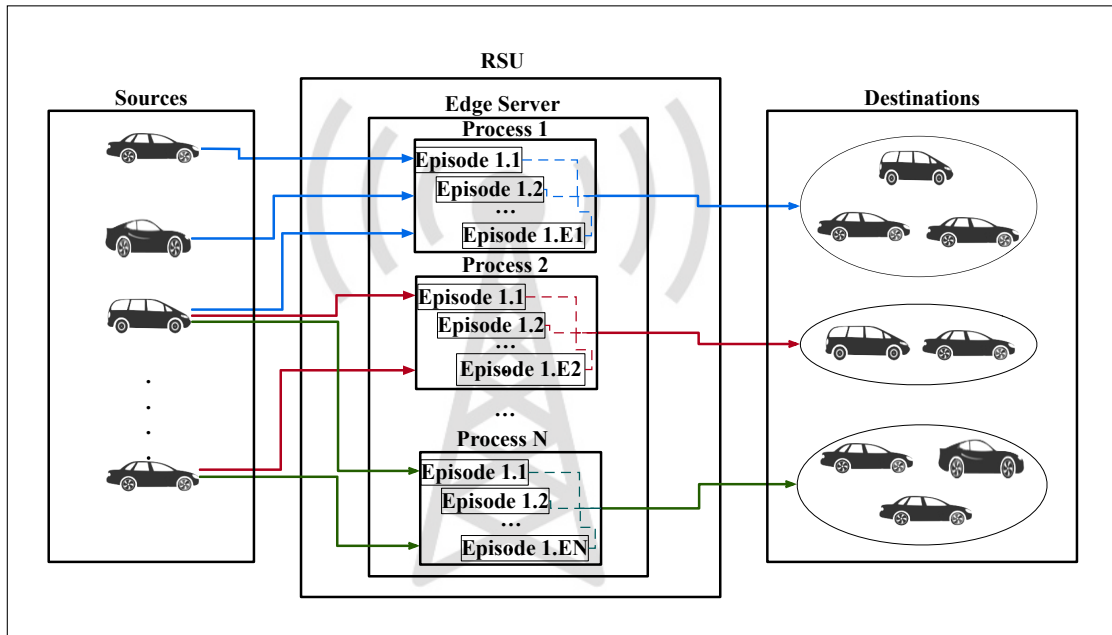 RSU
Sources
Edge Server
Destinations
Process 1
Episode 1.1
Episode 1.2
...
Episode 1.E1
Process 2
Episode 1.1
Episode 1.2
...
Episode 1.E2
...
Process N
Episode 1.1
Episode 1.2
...
Episode 1.EN